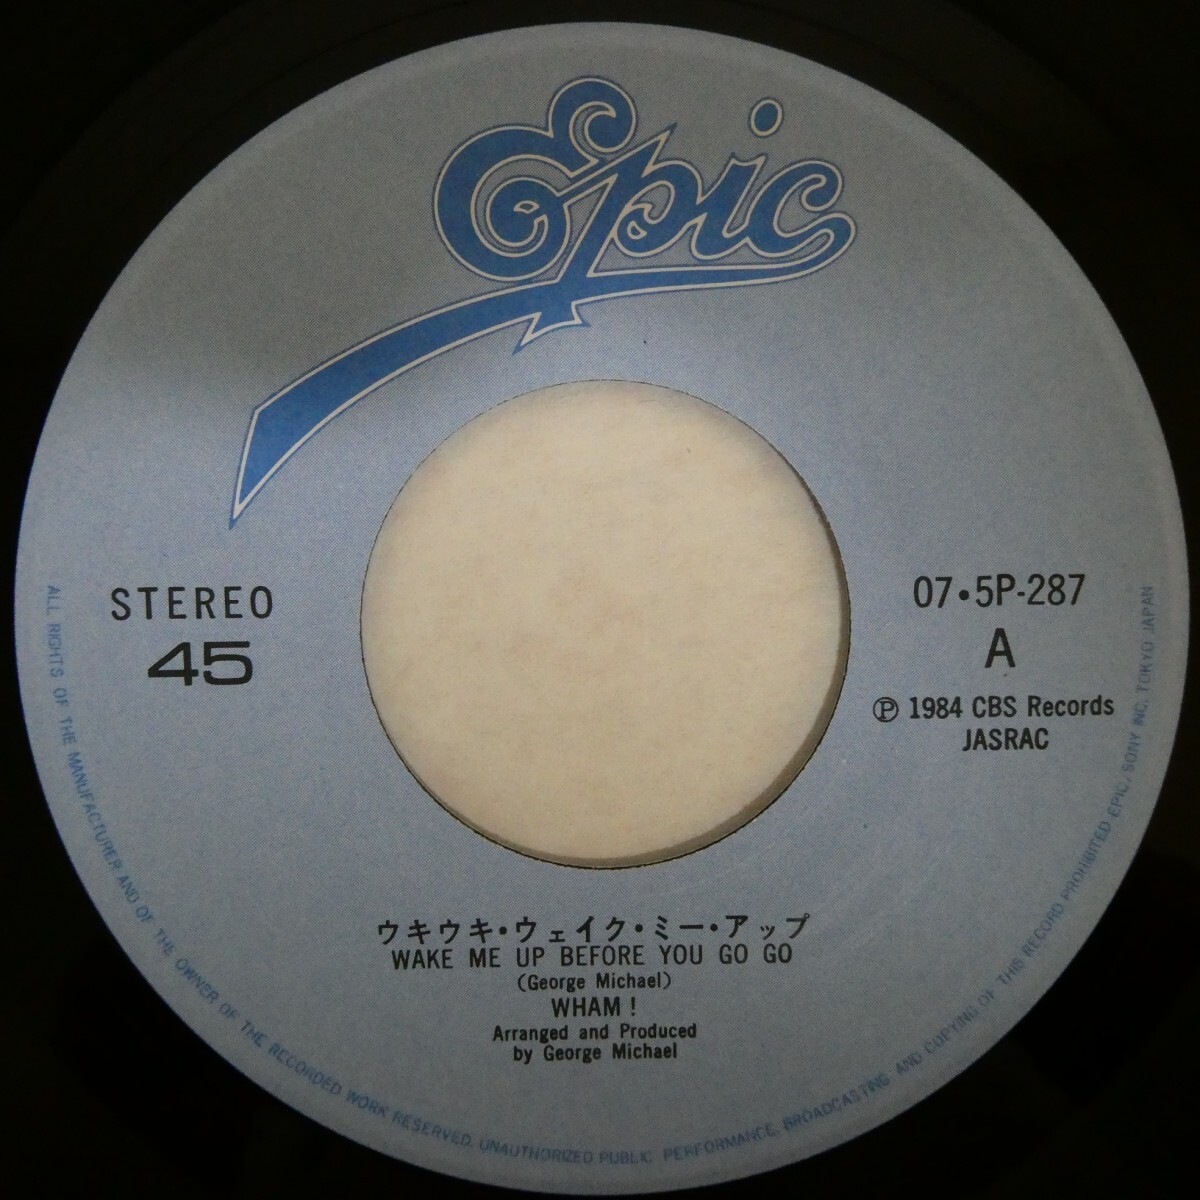 Epic
STEREO
45
07・5P-287
A
Ⓟ 1984 CBS Records
JASRAC
ウキウキ・ウェイク・ミー・アップ
WAKE ME UP BEFORE YOU GO GO
(George Michael)
WHAM !
Arranged and Produced
by George Michael
ALL RIGHTS OF THE MANUFACTURER AND OF THE OWNER OF THE RECORDED WORK RESERVED. UNAUTHORIZED PUBLIC PERFORMANCE, BROADCASTING AND COPYING OF THIS RECORD PROHIBITED EPIC, SONY INC. TOKYO JAPAN